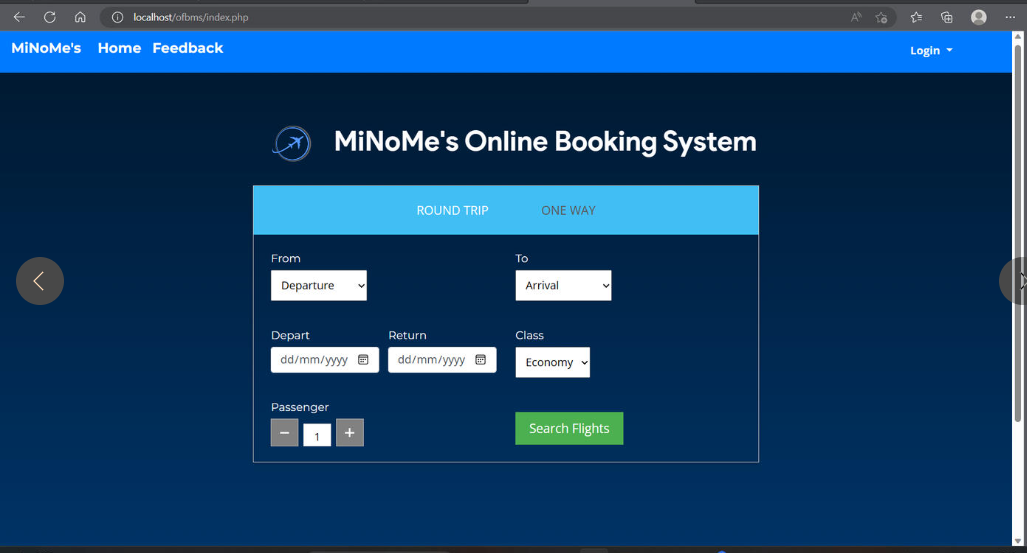 localhost/ofbms/index.php
MiNoMe's Home Feedback Login
MiNoMe's Online Booking System
ROUND TRIP ONE WAY
From To
Departure Arrival
Depart Return Class
dd/mm/yyyy dd/mm/yyyy Economy
Passenger
− 1 + Search Flights